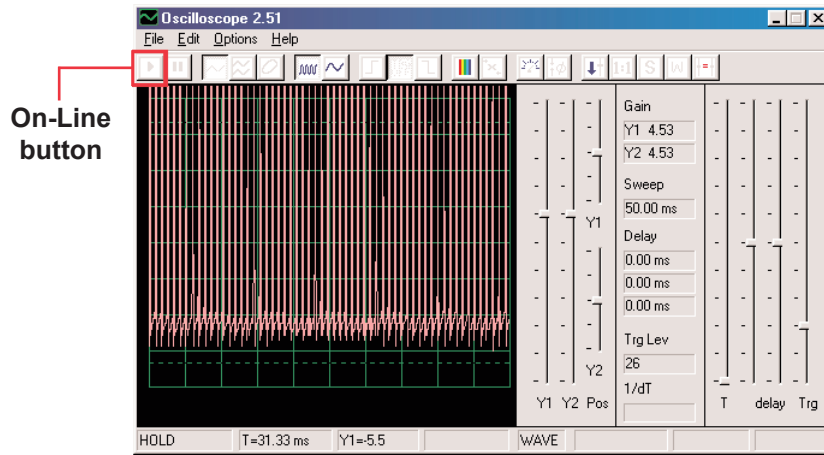 Oscilloscope 2.51
File Edit Options Help
On-Line
button
1:1 S W
Gain
Y1 4.53
Y2 4.53
Sweep
50.00 ms
Delay
0.00 ms
0.00 ms
0.00 ms
Trg Lev
26
1/dT
Y1
Y2
Y1 Y2 Pos
T delay Trg
HOLD T=31.33 ms Y1=-5.5 WAVE